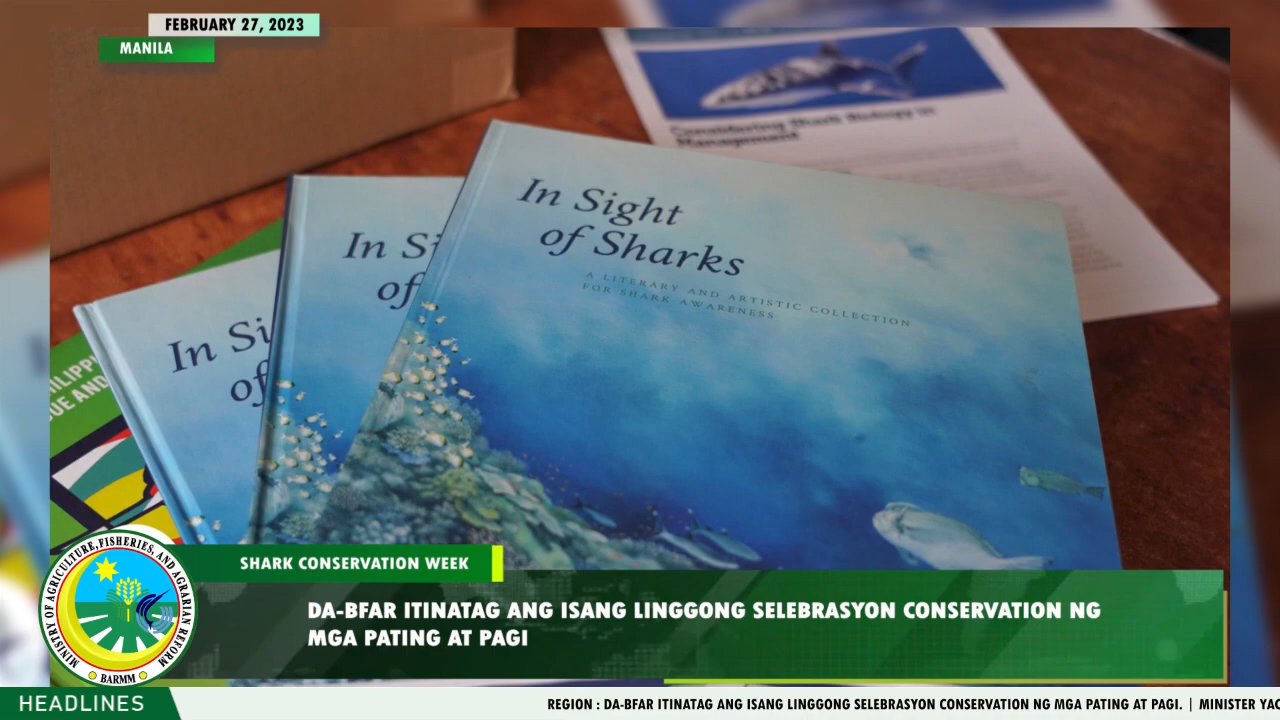 FEBRUARY 27, 2023
MANILA
Considering Shark Biology in
Management
In Sight
of Sharks
A LITERARY AND ARTISTIC COLLECTION
FOR SHARK AWARENESS
In Si
of
In Si
of
UE AND
SHARK CONSERVATION WEEK
DA-BFAR ITINATAG ANG ISANG LINGGONG SELEBRASYON CONSERVATION NG
MGA PATING AT PAGI
MINISTRY OF AGRICULTURE, FISHERIES, AND AGRARIAN REFORM
BARMM
HEADLINES
REGION : DA-BFAR ITINATAG ANG ISANG LINGGONG SELEBRASYON CONSERVATION NG MGA PATING AT PAGI. | MINISTER YAC